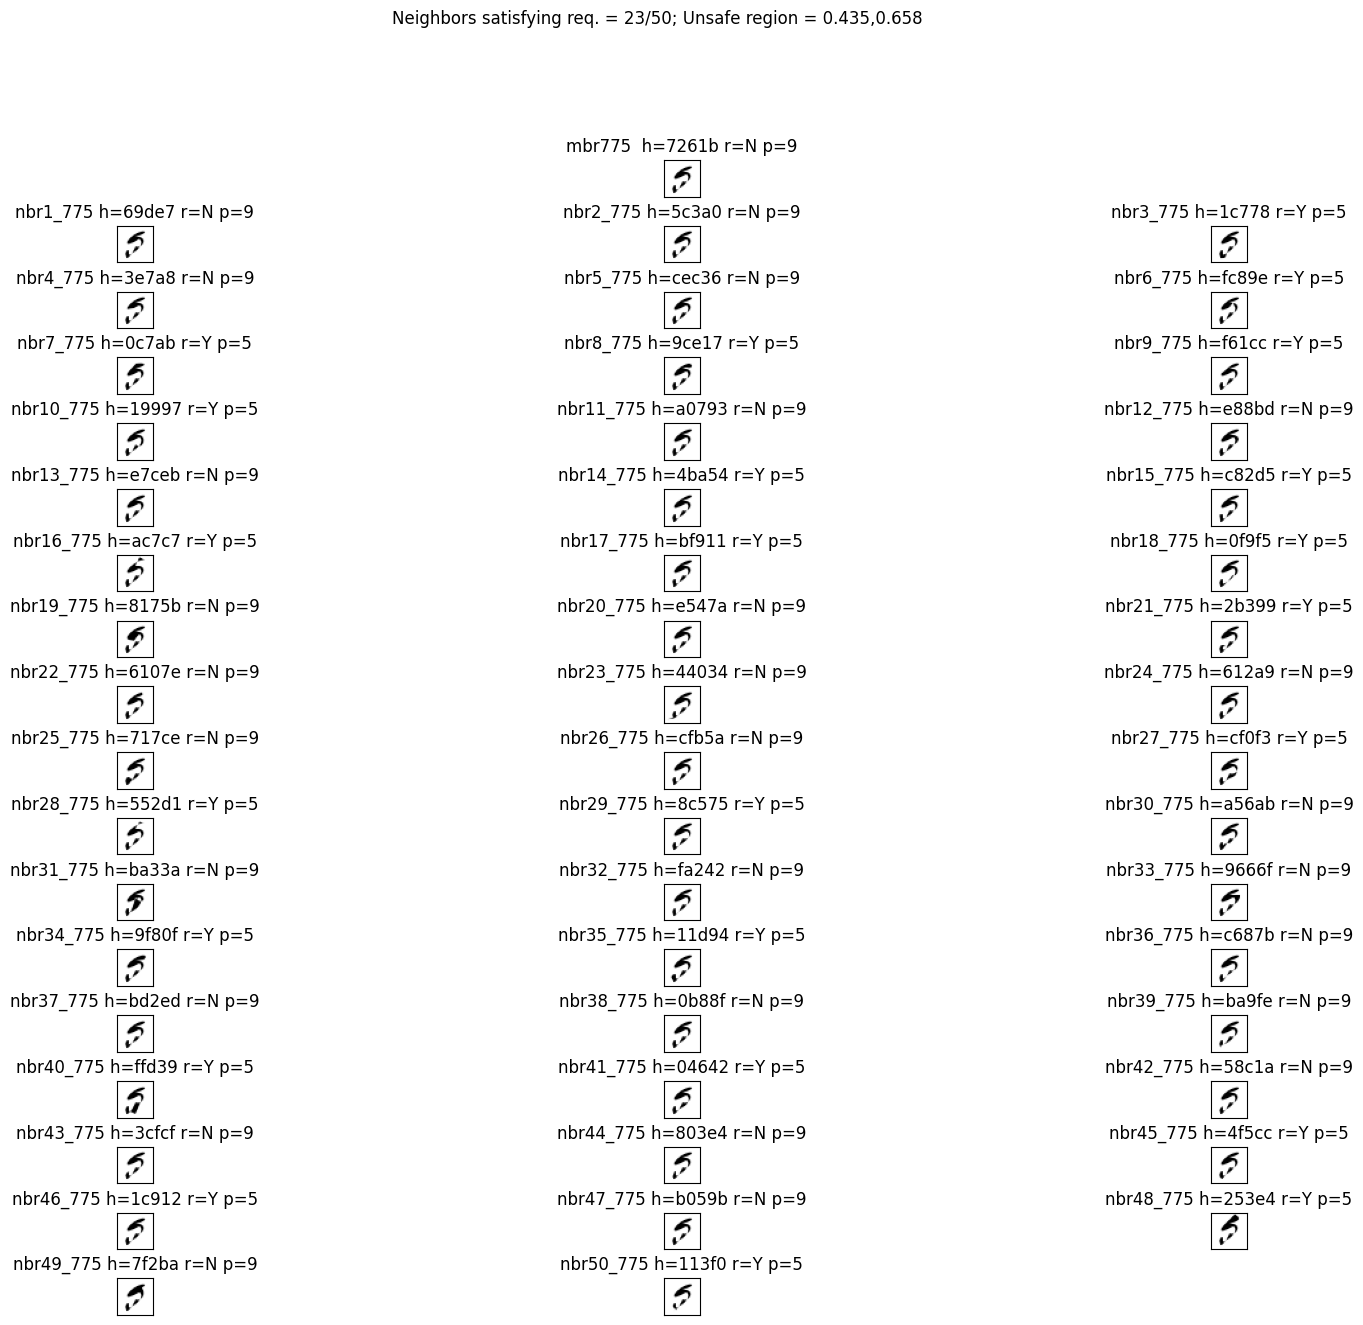 Neighbors satisfying req. = 23/50; Unsafe region = 0.435,0.658
mbr775  h=7261b r=N p=9
nbr1_775 h=69de7 r=N p=9
nbr2_775 h=5c3a0 r=N p=9
nbr3_775 h=1c778 r=Y p=5
nbr4_775 h=3e7a8 r=N p=9
nbr5_775 h=cec36 r=N p=9
nbr6_775 h=fc89e r=Y p=5
nbr7_775 h=0c7ab r=Y p=5
nbr8_775 h=9ce17 r=Y p=5
nbr9_775 h=f61cc r=Y p=5
nbr10_775 h=19997 r=Y p=5
nbr11_775 h=a0793 r=N p=9
nbr12_775 h=e88bd r=N p=9
nbr13_775 h=e7ceb r=N p=9
nbr14_775 h=4ba54 r=Y p=5
nbr15_775 h=c82d5 r=Y p=5
nbr16_775 h=ac7c7 r=Y p=5
nbr17_775 h=bf911 r=Y p=5
nbr18_775 h=0f9f5 r=Y p=5
nbr19_775 h=8175b r=N p=9
nbr20_775 h=e547a r=N p=9
nbr21_775 h=2b399 r=Y p=5
nbr22_775 h=6107e r=N p=9
nbr23_775 h=44034 r=N p=9
nbr24_775 h=612a9 r=N p=9
nbr25_775 h=717ce r=N p=9
nbr26_775 h=cfb5a r=N p=9
nbr27_775 h=cf0f3 r=Y p=5
nbr28_775 h=552d1 r=Y p=5
nbr29_775 h=8c575 r=Y p=5
nbr30_775 h=a56ab r=N p=9
nbr31_775 h=ba33a r=N p=9
nbr32_775 h=fa242 r=N p=9
nbr33_775 h=9666f r=N p=9
nbr34_775 h=9f80f r=Y p=5
nbr35_775 h=11d94 r=Y p=5
nbr36_775 h=c687b r=N p=9
nbr37_775 h=bd2ed r=N p=9
nbr38_775 h=0b88f r=N p=9
nbr39_775 h=ba9fe r=N p=9
nbr40_775 h=ffd39 r=Y p=5
nbr41_775 h=04642 r=Y p=5
nbr42_775 h=58c1a r=N p=9
nbr43_775 h=3cfcf r=N p=9
nbr44_775 h=803e4 r=N p=9
nbr45_775 h=4f5cc r=Y p=5
nbr46_775 h=1c912 r=Y p=5
nbr47_775 h=b059b r=N p=9
nbr48_775 h=253e4 r=Y p=5
nbr49_775 h=7f2ba r=N p=9
nbr50_775 h=113f0 r=Y p=5